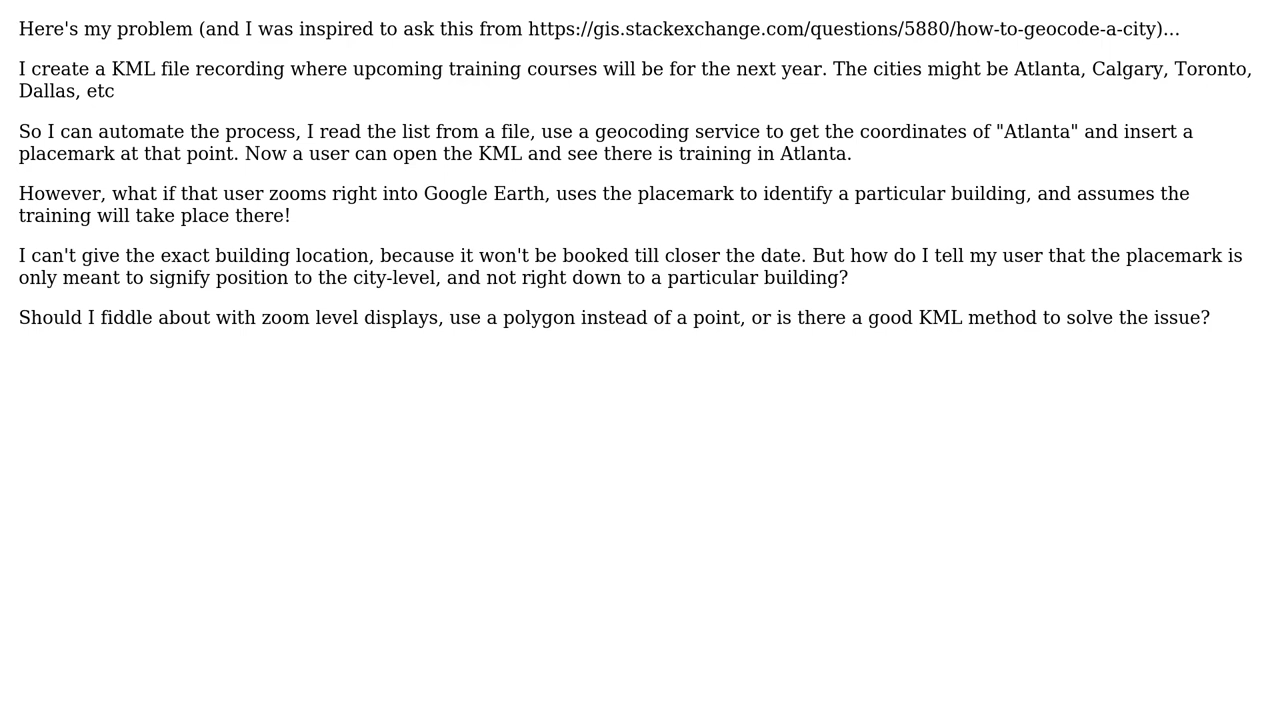 Here's my problem (and I was inspired to ask this from https://gis.stackexchange.com/questions/5880/how-to-geocode-a-city)...
I create a KML file recording where upcoming training courses will be for the next year. The cities might be Atlanta, Calgary, Toronto,
Dallas, etc
So I can automate the process, I read the list from a file, use a geocoding service to get the coordinates of "Atlanta" and insert a
placemark at that point. Now a user can open the KML and see there is training in Atlanta.
However, what if that user zooms right into Google Earth, uses the placemark to identify a particular building, and assumes the
training will take place there!
I can't give the exact building location, because it won't be booked till closer the date. But how do I tell my user that the placemark is
only meant to signify position to the city-level, and not right down to a particular building?
Should I fiddle about with zoom level displays, use a polygon instead of a point, or is there a good KML method to solve the issue?